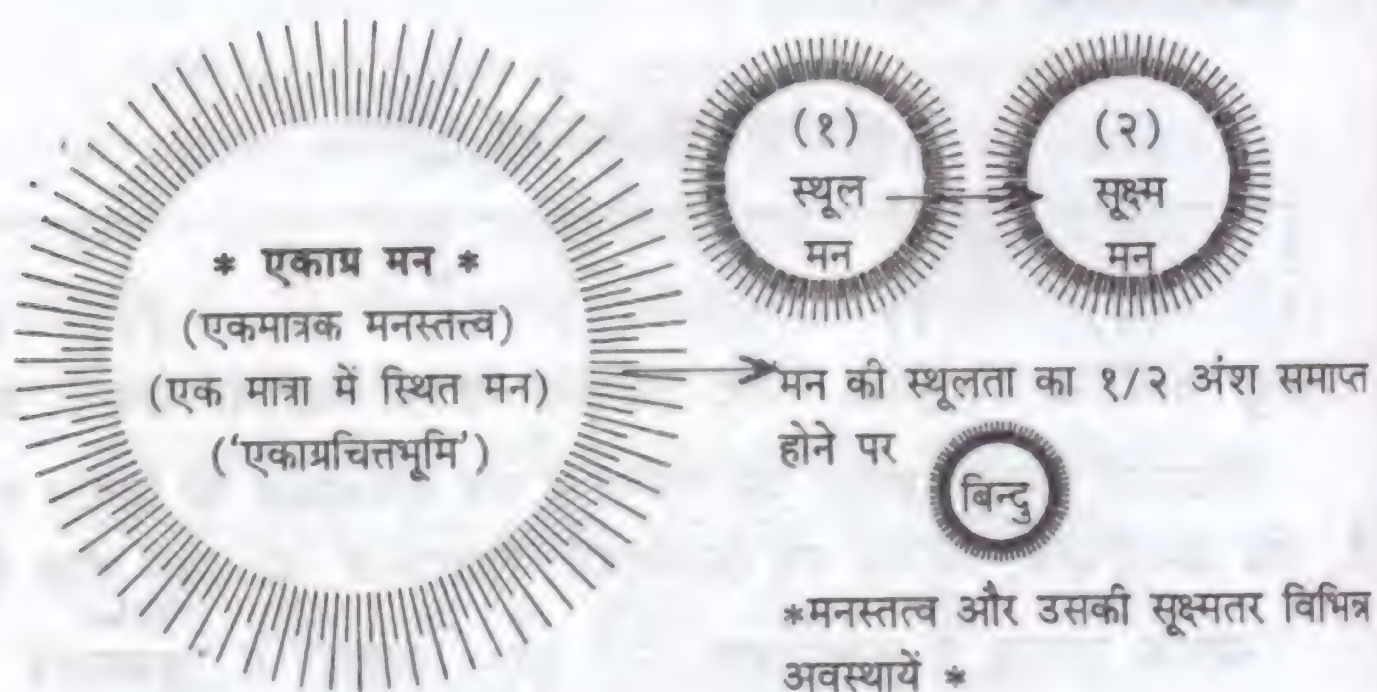 * एकाग्र मन *
(एकमात्रक मनस्तत्त्व)
(एक मात्रा में स्थित मन)
('एकाग्रचित्तभूमि')
(१)
स्थूल
मन
(२)
सूक्ष्म
मन
मन की स्थूलता का १/२ अंश समाप्त
होने पर
बिन्दु
*मनस्तत्व और उसकी सूक्ष्मतर विभिन्न
अवस्थायें *